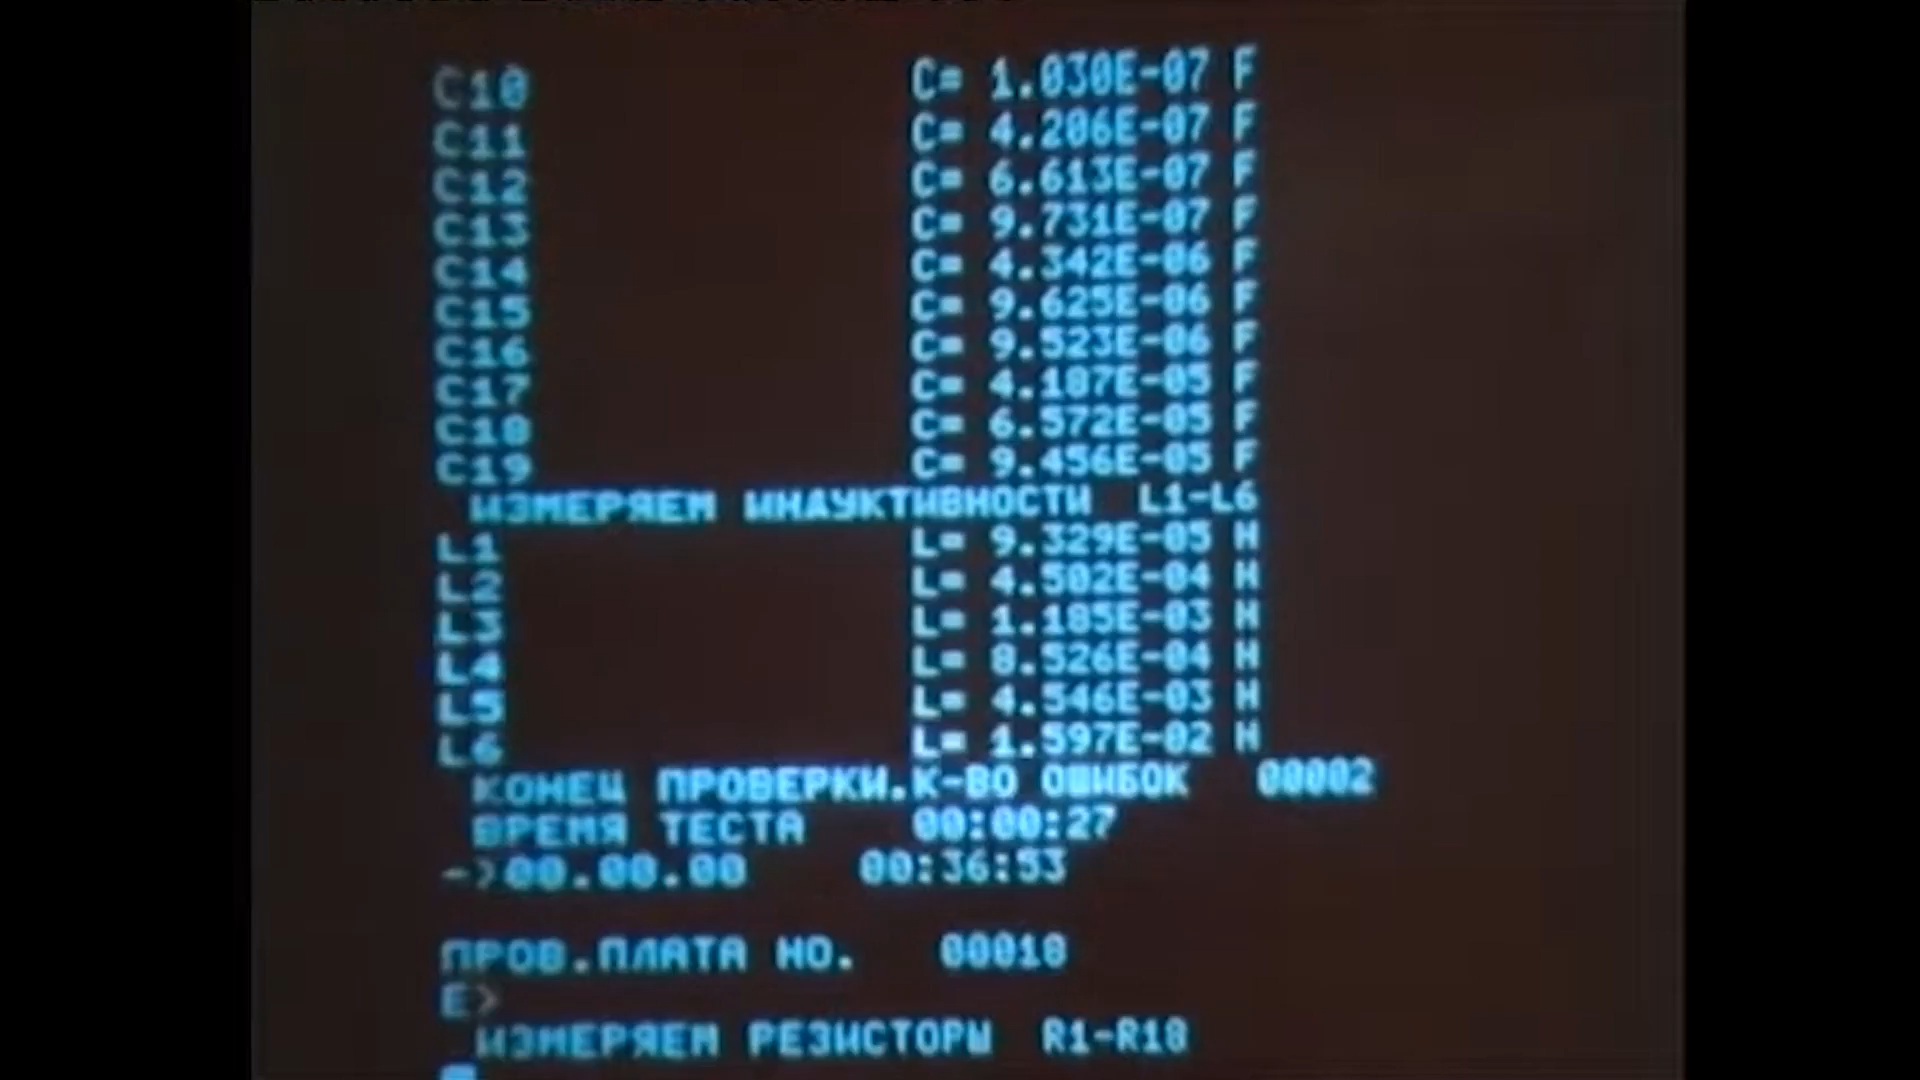 C10 C= 1.030E-07 F
C11 C= 4.206E-07 F
C12 C= 6.613E-07 F
C13 C= 9.731E-07 F
C14 C= 4.342E-06 F
C15 C= 9.625E-06 F
C16 C= 9.523E-06 F
C17 C= 4.187E-05 F
C18 C= 6.572E-05 F
C19 C= 9.456E-05 F
ИЗМЕРЯЕМ ИНДУКТИВНОСТИ L1-L6
L1 L= 9.329E-05 H
L2 L= 4.502E-04 H
L3 L= 1.185E-03 H
L4 L= 8.526E-04 H
L5 L= 4.546E-03 H
L6 L= 1.597E-02 H
КОНЕЦ ПРОВЕРКИ.К-ВО ОШИБОК 00002
ВРЕМЯ ТЕСТА 00:00:27
->00.00.00 00:36:53
ПРОВ.ПЛАТА НО. 00018
E>
ИЗМЕРЯЕМ РЕЗИСТОРЫ R1-R18